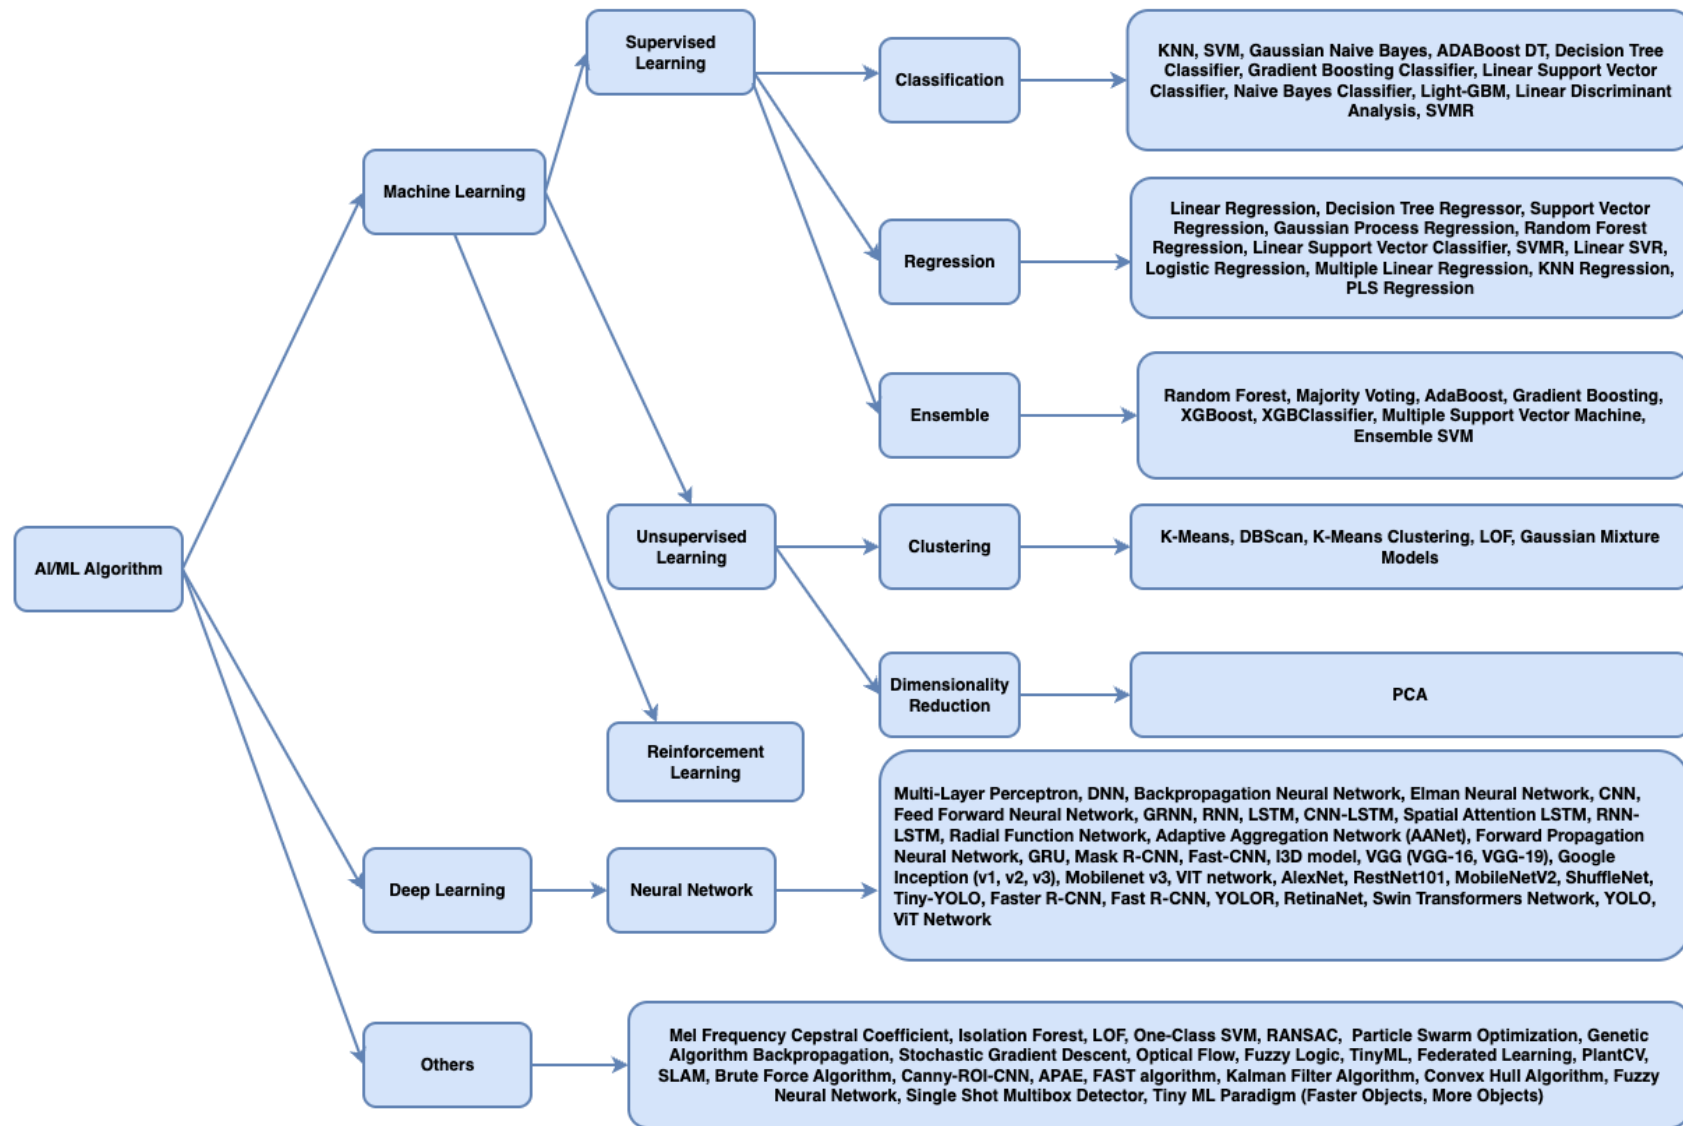 Supervised
Learning
Classification
KNN, SVM, Gaussian Naive Bayes, ADABoost DT, Decision Tree
Classifier, Gradient Boosting Classifier, Linear Support Vector
Classifier, Naive Bayes Classifier, Light-GBM, Linear Discriminant
Analysis, SVMR
Machine Learning
Regression
Linear Regression, Decision Tree Regressor, Support Vector
Regression, Gaussian Process Regression, Random Forest
Regression, Linear Support Vector Classifier, SVMR, Linear SVR,
Logistic Regression, Multiple Linear Regression, KNN Regression,
PLS Regression
Ensemble
Random Forest, Majority Voting, AdaBoost, Gradient Boosting,
XGBoost, XGBClassifier, Multiple Support Vector Machine,
Ensemble SVM
AI/ML Algorithm
Unsupervised
Learning
Clustering
K-Means, DBScan, K-Means Clustering, LOF, Gaussian Mixture
Models
Dimensionality
Reduction
PCA
Reinforcement
Learning
Deep Learning
Neural Network
Multi-Layer Perceptron, DNN, Backpropagation Neural Network, Elman Neural Network, CNN,
Feed Forward Neural Network, GRNN, RNN, LSTM, CNN-LSTM, Spatial Attention LSTM, RNN-
LSTM, Radial Function Network, Adaptive Aggregation Network (AANet), Forward Propagation
Neural Network, GRU, Mask R-CNN, Fast-CNN, I3D model, VGG (VGG-16, VGG-19), Google
Inception (v1, v2, v3), Mobilenet v3, VIT network, AlexNet, RestNet101, MobileNetV2, ShuffleNet,
Tiny-YOLO, Faster R-CNN, Fast R-CNN, YOLOR, RetinaNet, Swin Transformers Network, YOLO,
ViT Network
Others
Mel Frequency Cepstral Coefficient, Isolation Forest, LOF, One-Class SVM, RANSAC, Particle Swarm Optimization, Genetic
Algorithm Backpropagation, Stochastic Gradient Descent, Optical Flow, Fuzzy Logic, TinyML, Federated Learning, PlantCV,
SLAM, Brute Force Algorithm, Canny-ROI-CNN, APAE, FAST algorithm, Kalman Filter Algorithm, Convex Hull Algorithm, Fuzzy
Neural Network, Single Shot Multibox Detector, Tiny ML Paradigm (Faster Objects, More Objects)